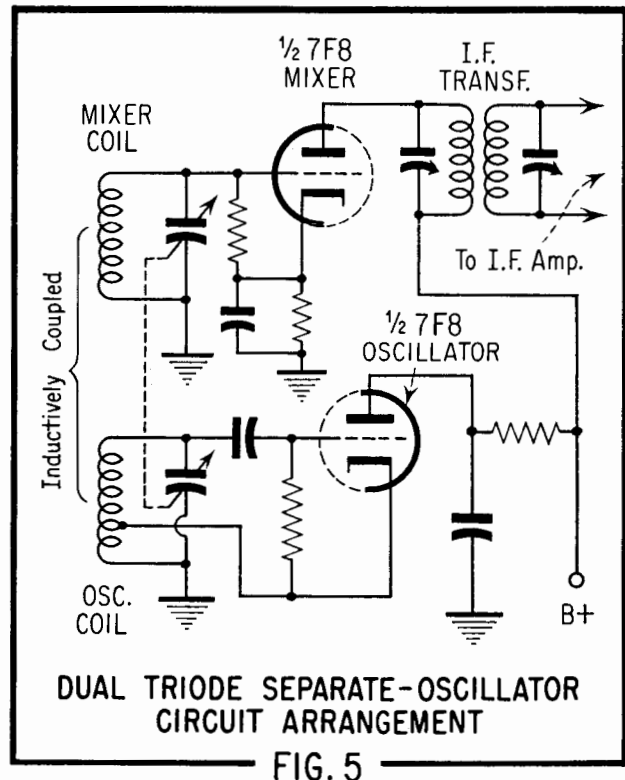 ½ 7F8
MIXER
I.F.
TRANSF.
MIXER
COIL
To I.F. Amp.
Inductively Coupled
½ 7F8
OSCILLATOR
OSC.
COIL
B+
DUAL TRIODE SEPARATE-OSCILLATOR
CIRCUIT ARRANGEMENT
FIG. 5